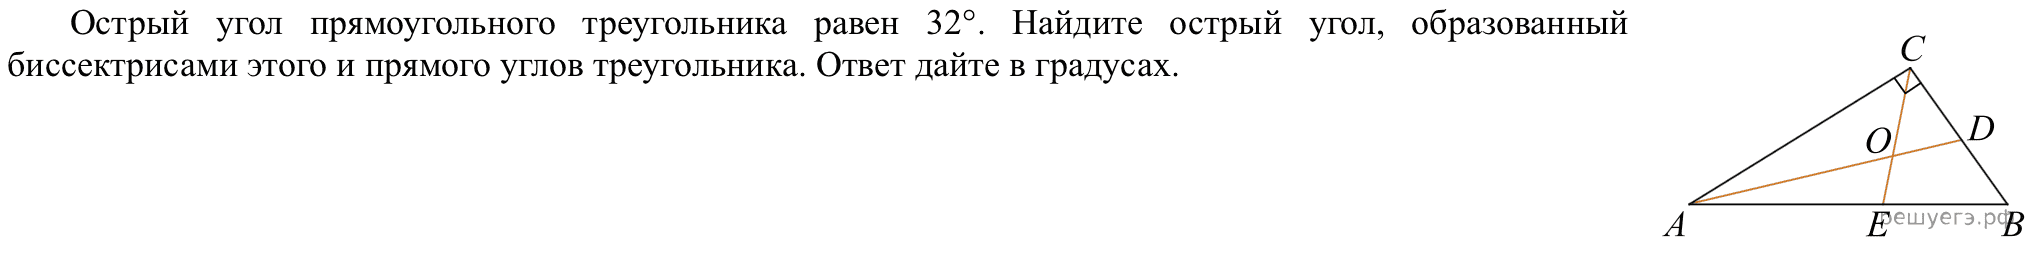 Острый угол прямоугольного треугольника равен 32°. Найдите острый угол, образованный
биссектрисами этого и прямого углов треугольника. Ответ дайте в градусах.
C
D
O
A
E
B
решуегэ.рф